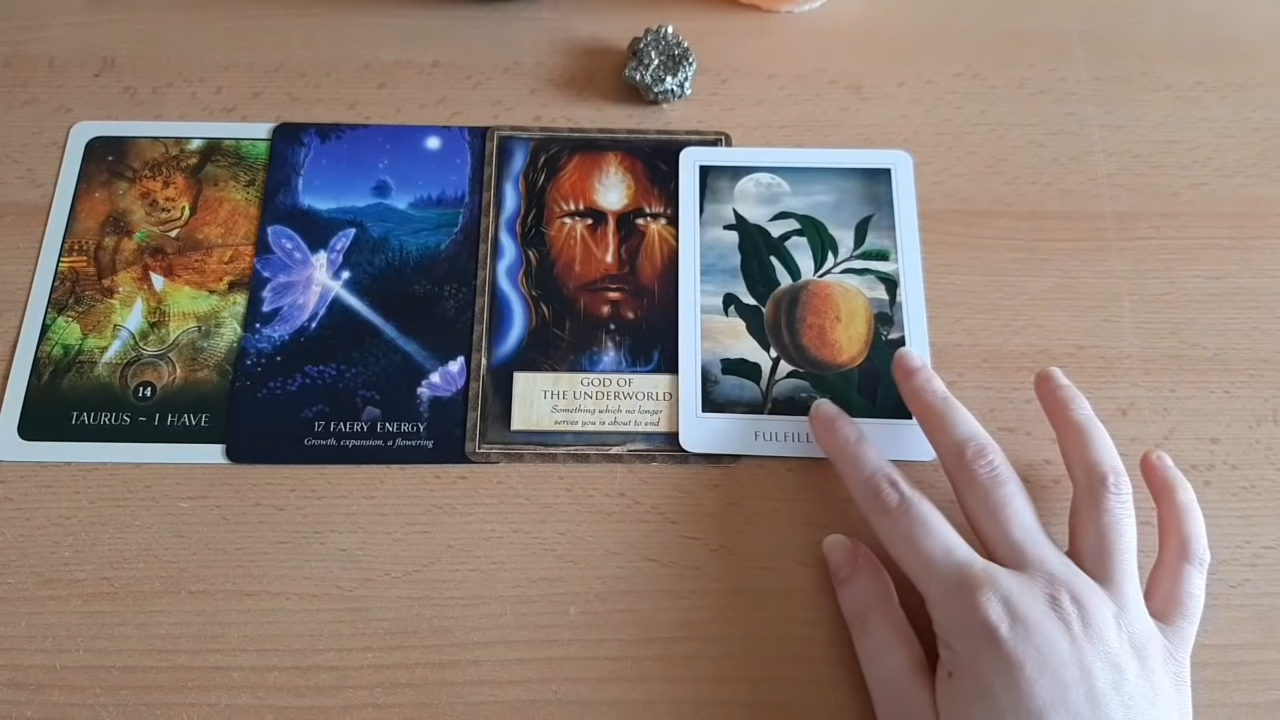 14
TAURUS ~ I HAVE
17 FAERY ENERGY
Growth, expansion, a flowering
GOD OF
THE UNDERWORLD
Something which no longer
serves you is about to end
FULFILL